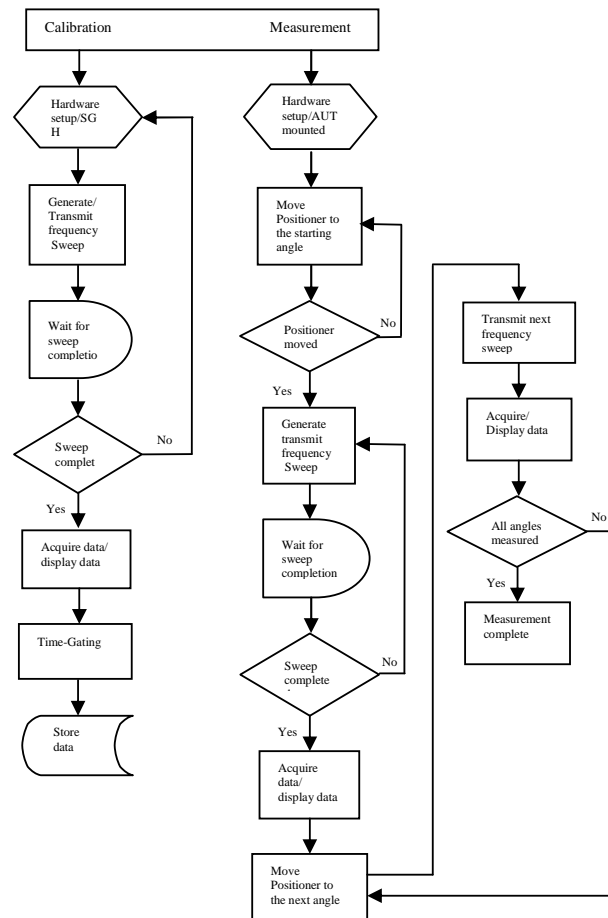 Calibration
Measurement
Hardware
setup/SG
H
Generate/
Transmit
frequency
Sweep
Wait for
sweep
completio
Sweep
complet
No
Yes
Acquire data/
display data
Time-Gating
Store
data
Hardware
setup/AUT
mounted
Move
Positioner to
the starting
angle
Positioner
moved
No
Yes
Generate
transmit
frequency
Sweep
Wait for
sweep
completion
Sweep
complete
No
Yes
Acquire
data/
display data
Move
Positioner to
the next angle
Transmit next
frequency
sweep
Acquire/
Display data
All angles
measured
No
Yes
Measurement
complete